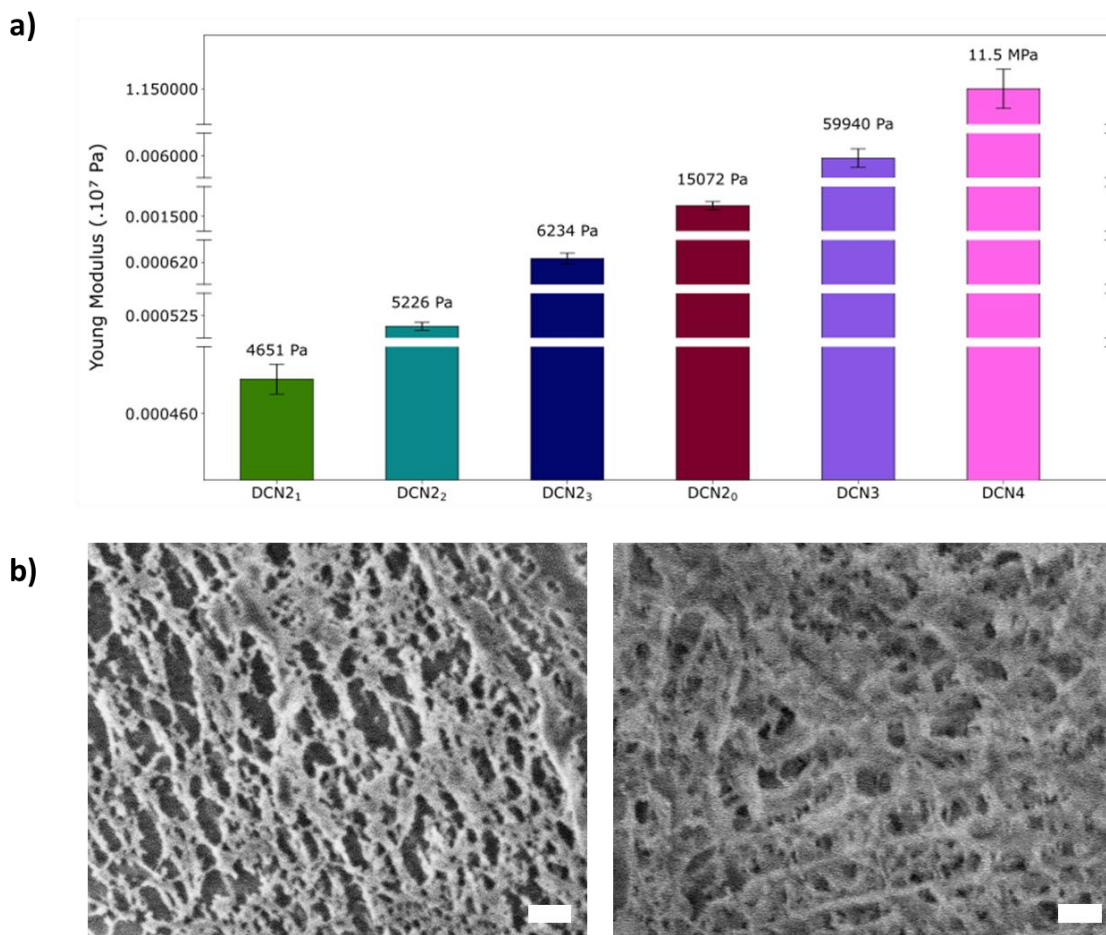 a)
Young Modulus (.10⁷ Pa)
1.150000
0.006000
0.001500
0.000620
0.000525
0.000460
4651 Pa
5226 Pa
6234 Pa
15072 Pa
59940 Pa
11.5 MPa
DCN2₁
DCN2₂
DCN2₃
DCN2₀
DCN3
DCN4
b)